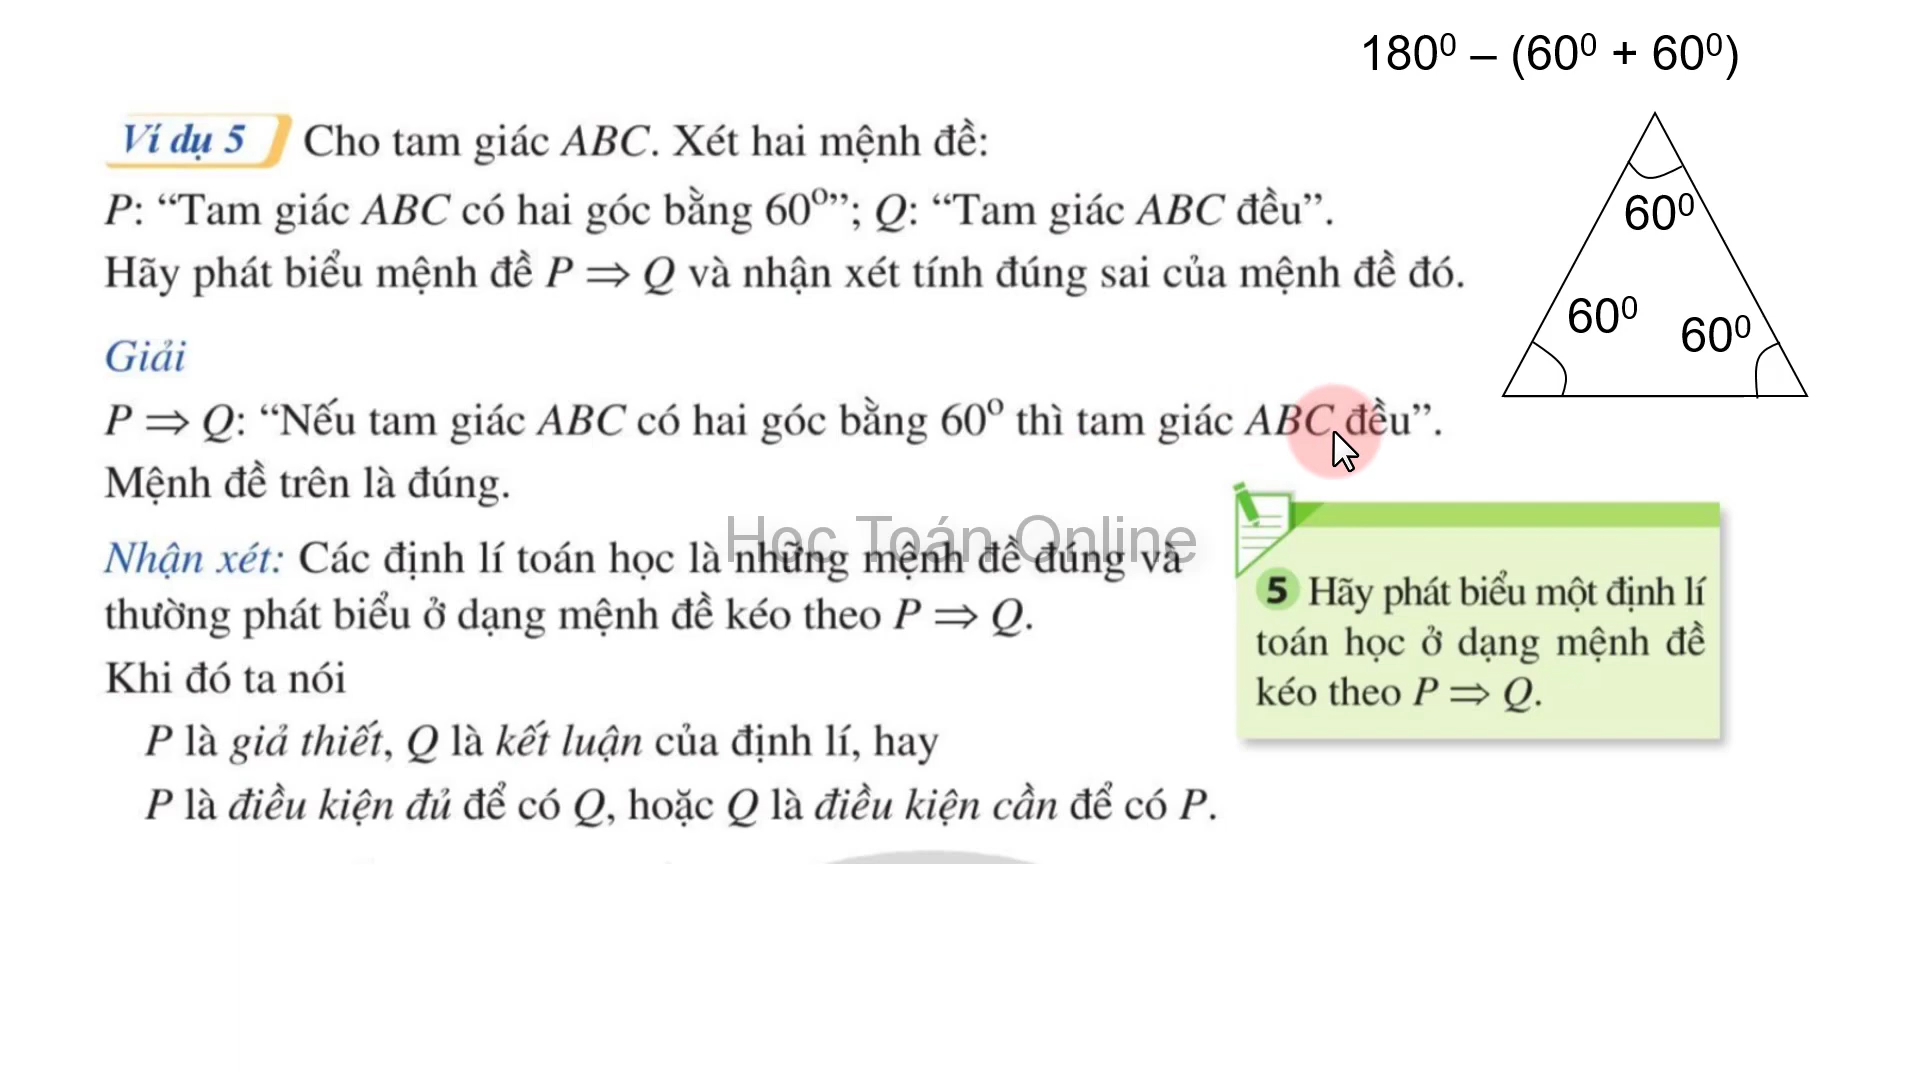 180⁰ – (60⁰ + 60⁰)
Ví dụ 5 Cho tam giác ABC. Xét hai mệnh đề:
P: “Tam giác ABC có hai góc bằng 60°”; Q: “Tam giác ABC đều”.
Hãy phát biểu mệnh đề P ⇒ Q và nhận xét tính đúng sai của mệnh đề đó.
60⁰
60⁰
60⁰
Giải
P ⇒ Q: “Nếu tam giác ABC có hai góc bằng 60° thì tam giác ABC đều”.
Mệnh đề trên là đúng.
Học Toán Online
Nhận xét: Các định lí toán học là những mệnh đề đúng và
thường phát biểu ở dạng mệnh đề kéo theo P ⇒ Q.
Khi đó ta nói
P là giả thiết, Q là kết luận của định lí, hay
P là điều kiện đủ để có Q, hoặc Q là điều kiện cần để có P.
5 Hãy phát biểu một định lí
toán học ở dạng mệnh đề
kéo theo P ⇒ Q.